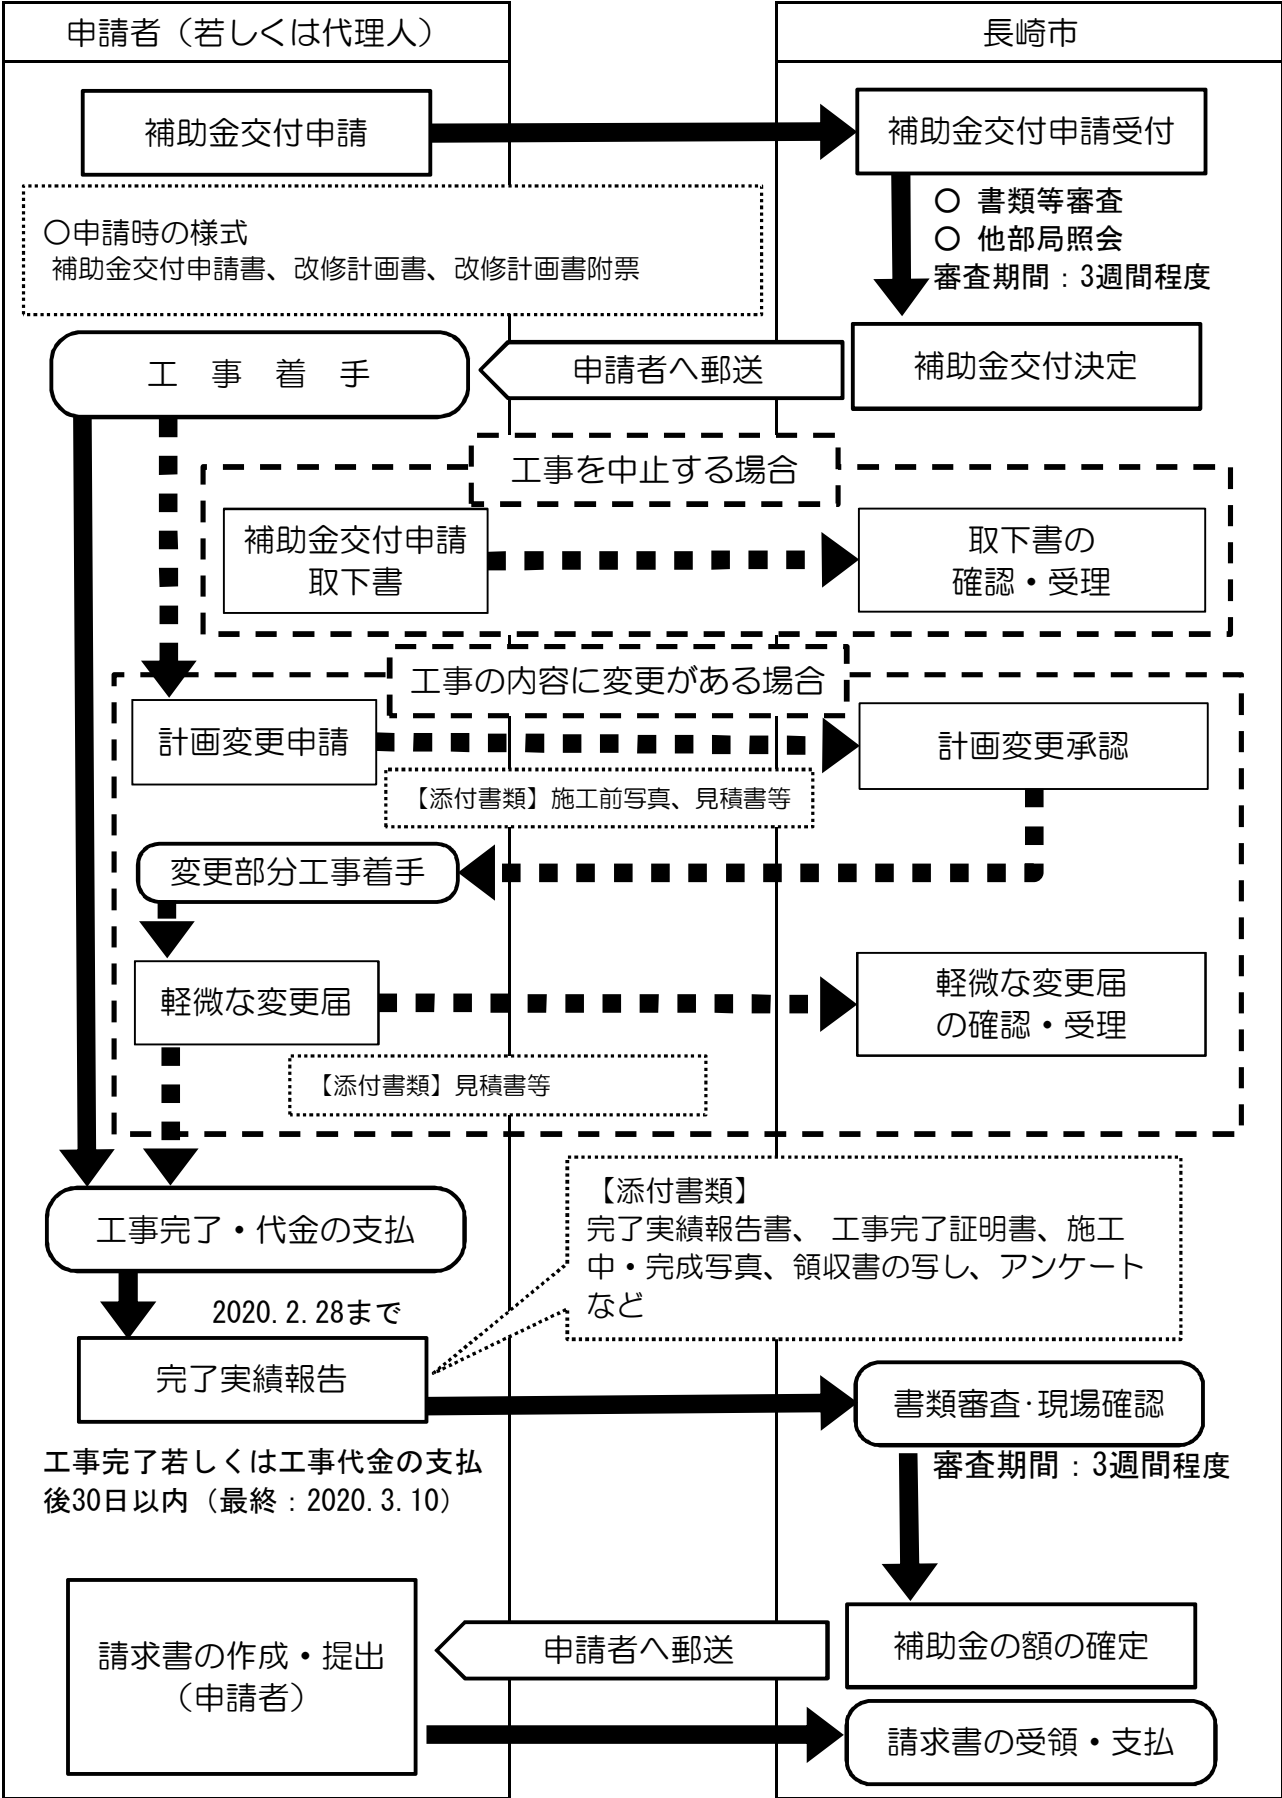 申請者（若しくは代理人）
長崎市
補助金交付申請
補助金交付申請受付
〇申請時の様式
補助金交付申請書、改修計画書、改修計画書附票
〇 書類等審査
〇 他部局照会
審査期間：3週間程度
工 事 着 手
申請者へ郵送
補助金交付決定
工事を中止する場合
補助金交付申請
取下書
取下書の
確認・受理
工事の内容に変更がある場合
計画変更申請
計画変更承認
【添付書類】施工前写真、見積書等
変更部分工事着手
軽微な変更届
軽微な変更届
の確認・受理
【添付書類】見積書等
工事完了・代金の支払
【添付書類】
完了実績報告書、 工事完了証明書、施工
中・完成写真、領収書の写し、アンケート
など
2020.2.28まで
完了実績報告
書類審査･現場確認
工事完了若しくは工事代金の支払
後30日以内（最終：2020.3.10）
審査期間：3週間程度
請求書の作成・提出
（申請者）
申請者へ郵送
補助金の額の確定
請求書の受領・支払